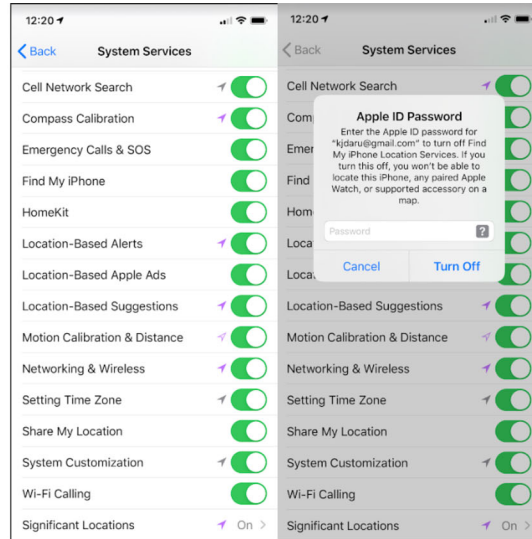 12:20
Back
System Services
Cell Network Search
Compass Calibration
Emergency Calls & SOS
Find My iPhone
HomeKit
Location-Based Alerts
Location-Based Apple Ads
Location-Based Suggestions
Motion Calibration & Distance
Networking & Wireless
Setting Time Zone
Share My Location
System Customization
Wi-Fi Calling
Significant Locations On
12:20
Back
System Services
Cell Network Search
Apple ID Password
Enter the Apple ID password for
"kjdaru@gmail.com" to turn off Find
My iPhone Location Services. If you
turn this off, you won't be able to
locate this iPhone, any paired Apple
Watch, or supported accessory on a
map.
Password
?
Cancel
Turn Off
Com
Emer
Find
Hom
Loca
Loca
Location-Based Suggestions
Motion Calibration & Distance
Networking & Wireless
Setting Time Zone
Share My Location
System Customization
Wi-Fi Calling
Significant Locations On